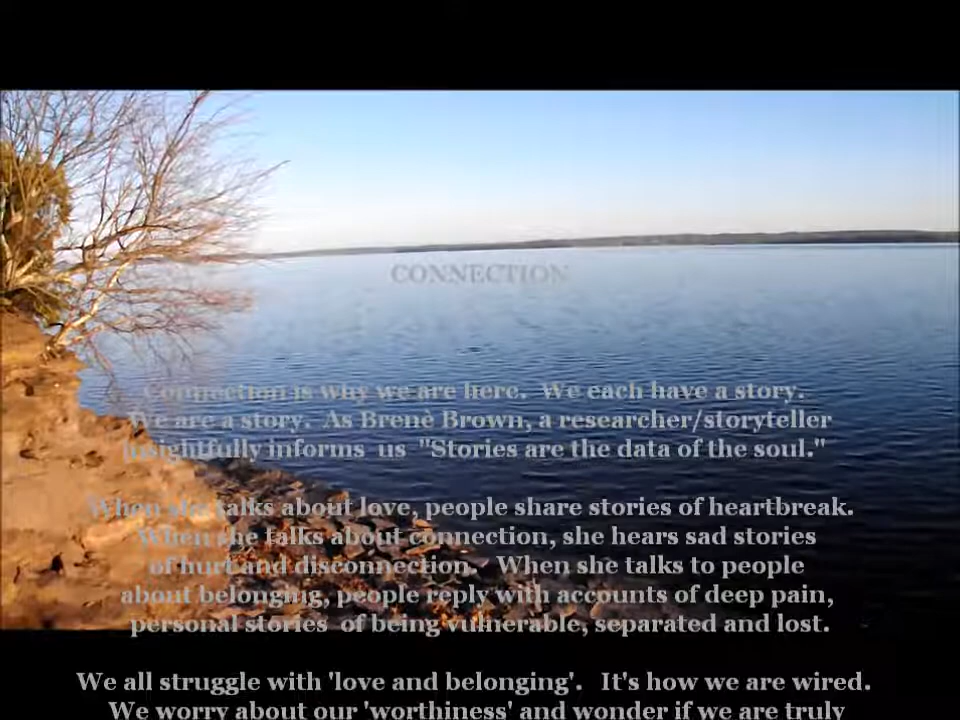 CONNECTION
Connection is why we are here. We each have a story.
We are a story. As Brenè Brown, a researcher/storyteller
insightfully informs us "Stories are the data of the soul."
When she talks about love, people share stories of heartbreak.
When she talks about connection, she hears sad stories
of hurt and disconnection. When she talks to people
about belonging, people reply with accounts of deep pain,
personal stories of being vulnerable, separated and lost.
We all struggle with 'love and belonging'. It's how we are wired.
We worry about our 'worthiness' and wonder if we are truly